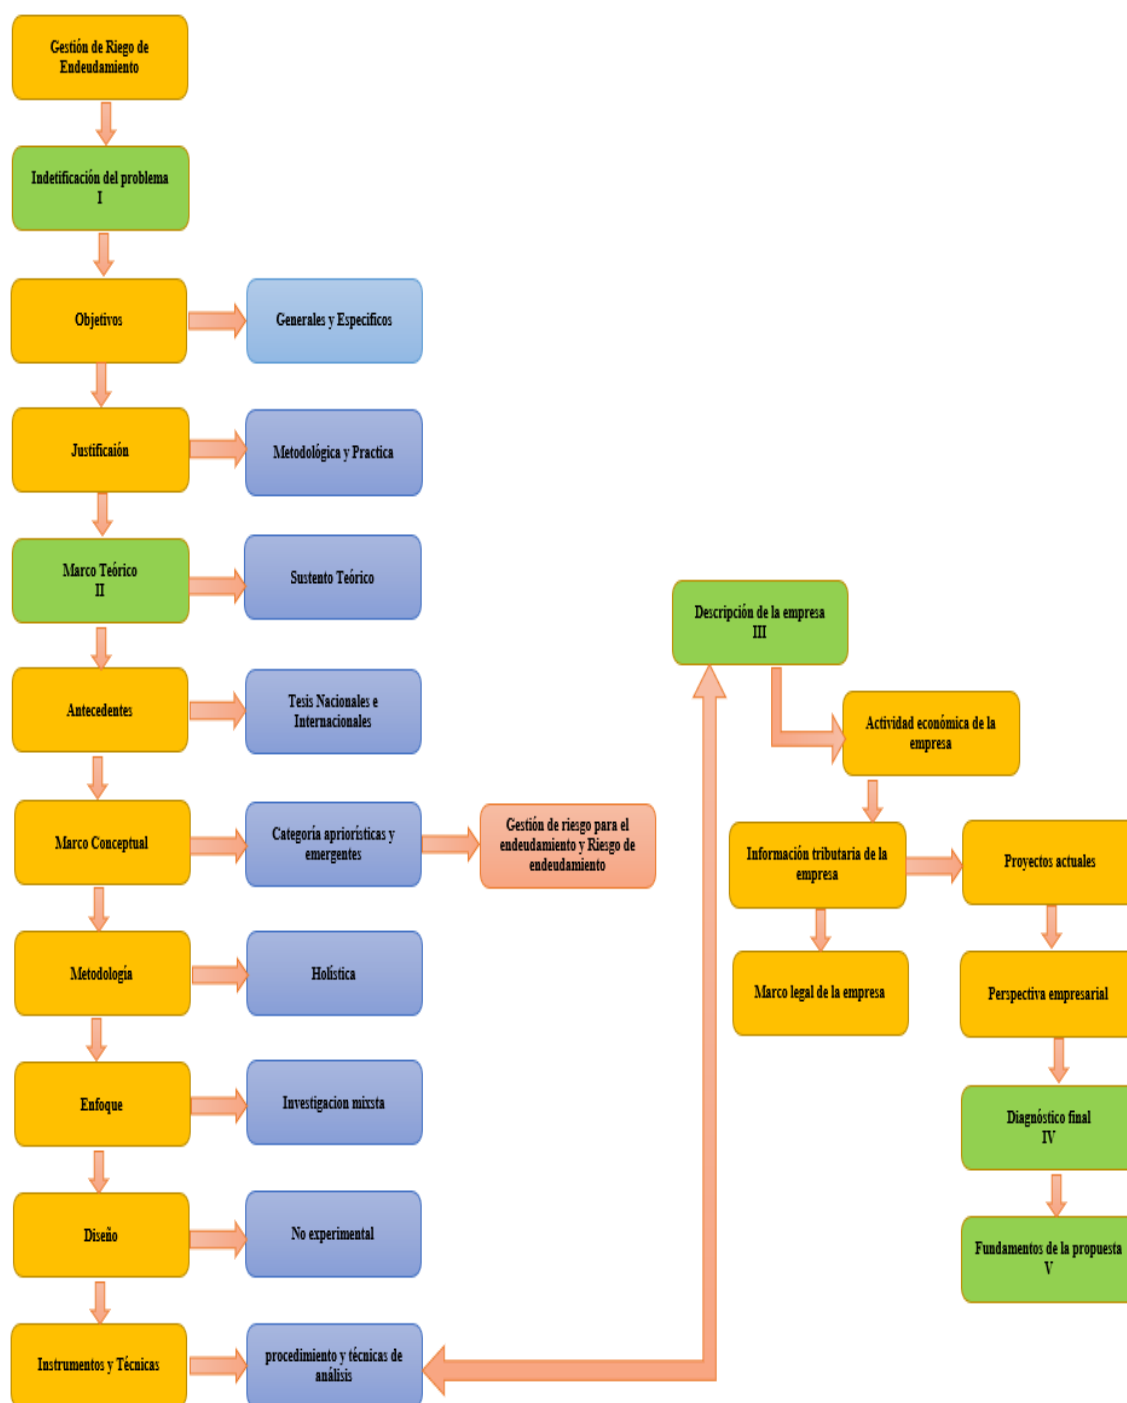 Gestión de Riego de
Endeudamiento
Indetificación del problema
I
Objetivos
Generales y Especificos
Justificaión
Metodológica y Practica
Marco Teórico
II
Sustento Teórico
Antecedentes
Tesis Nacionales e
Internacionales
Marco Conceptual
Categoría apriorísticas y
emergentes
Gestión de riesgo para el
endeudamiento y Riesgo de
endeudamiento
Metodología
Holística
Enfoque
Investigacion mixsta
Diseño
No experimental
Instrumentos y Técnicas
procedimiento y técnicas de
análisis
Descripción de la empresa
III
Actividad económica de la
empresa
Información tributaria de la
empresa
Proyectos actuales
Marco legal de la empresa
Perspectiva empresarial
Diagnóstico final
IV
Fundamentos de la propuesta
V